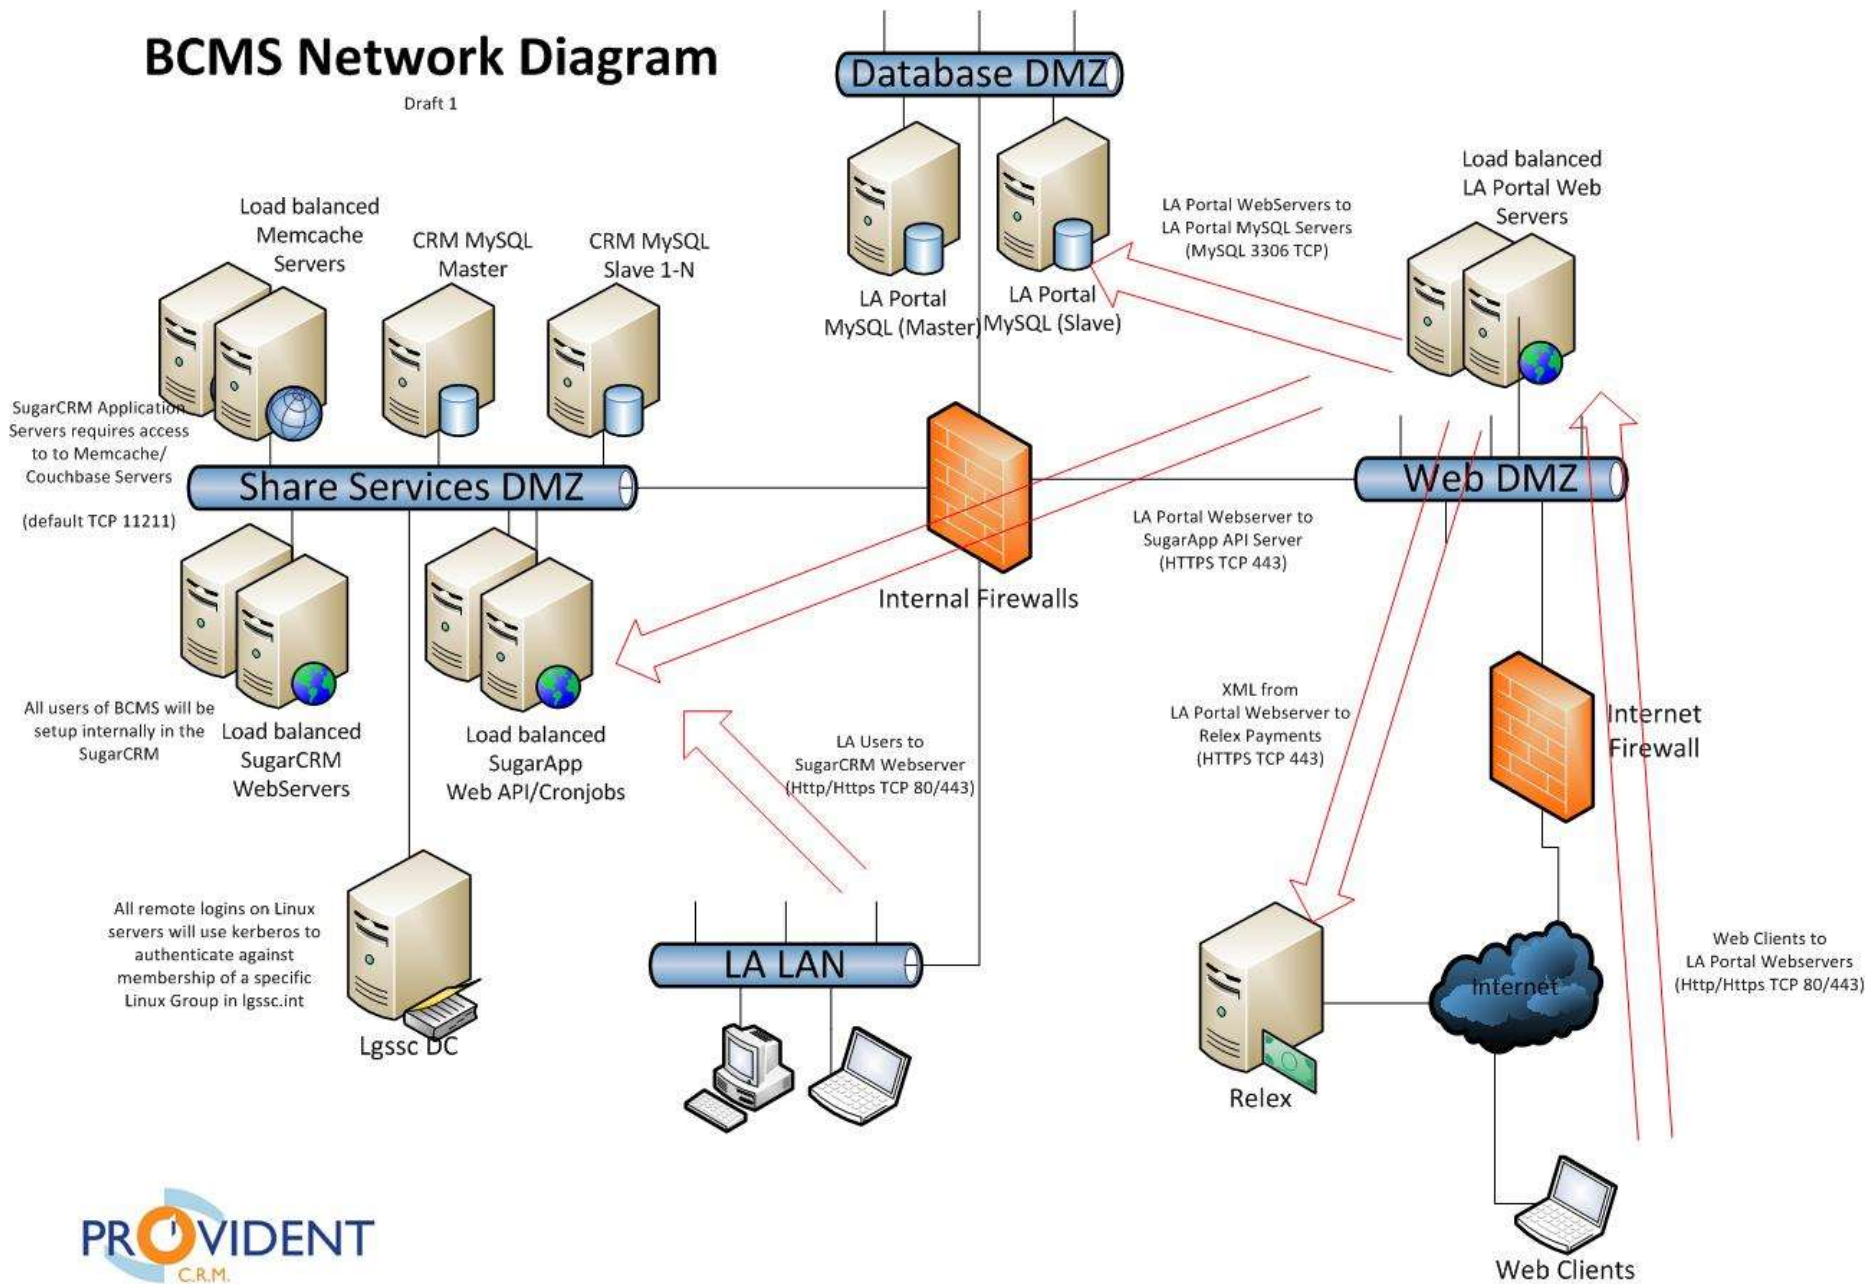 BCMS Network Diagram
Draft 1
Database DMZ
LA Portal
MySQL (Master)
LA Portal
MySQL (Slave)
LA Portal WebServers to
LA Portal MySQL Servers
(MySQL 3306 TCP)
Load balanced
LA Portal Web
Servers
Load balanced
Memcache
Servers
CRM MySQL
Master
CRM MySQL
Slave 1-N
SugarCRM Application
Servers requires access
to to Memcache/
Couchbase Servers
(default TCP 11211)
Share Services DMZ
Web DMZ
LA Portal Webserver to
SugarApp API Server
(HTTPS TCP 443)
Internal Firewalls
All users of BCMS will be
setup internally in the
SugarCRM
Load balanced
SugarCRM
WebServers
Load balanced
SugarApp
Web API/Cronjobs
LA Users to
SugarCRM Webserver
(Http/Https TCP 80/443)
XML from
LA Portal Webserver to
Relex Payments
(HTTPS TCP 443)
Internet
Firewall
All remote logins on Linux
servers will use kerberos to
authenticate against
membership of a specific
Linux Group in lgssc.int
Lgssc DC
LA LAN
Relex
Internet
Web Clients to
LA Portal Webservers
(Http/Https TCP 80/443)
Web Clients
PROVIDENT
C.R.M.